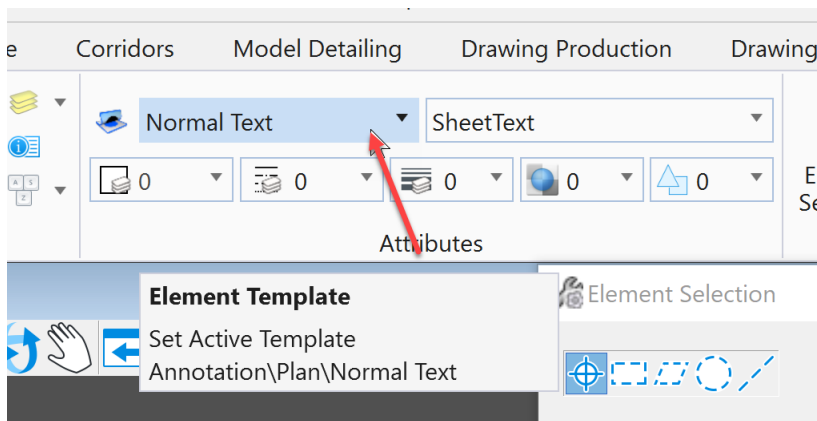 e Corridors Model Detailing Drawing Production Drawing
Normal Text SheetText
0 0 0 0 0
E
Se
Attributes
Element Template
Set Active Template
Annotation\Plan\Normal Text
Element Selection